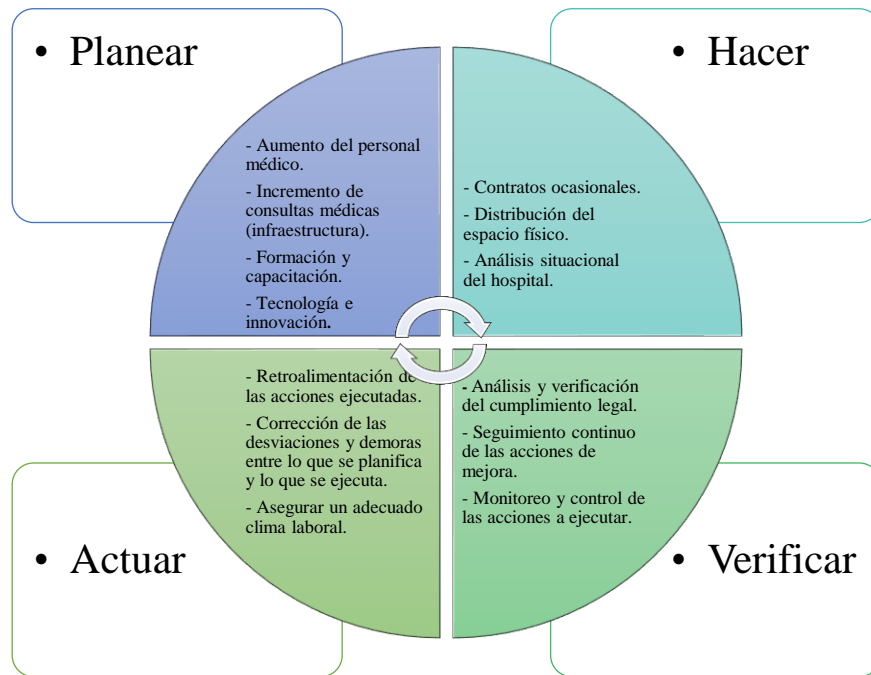 • Planear
- Aumento del personal
médico.
- Incremento de
consultas médicas
(infraestructura).
- Formación y
capacitación.
- Tecnología e
innovación.
• Hacer
- Contratos ocasionales.
- Distribución del
espacio físico.
- Análisis situacional
del hospital.
- Retroalimentación de
las acciones ejecutadas.
- Corrección de las
desviaciones y demoras
entre lo que se planifica
y lo que se ejecuta.
- Asegurar un adecuado
clima laboral.
• Actuar
- Análisis y verificación
del cumplimiento legal.
- Seguimiento continuo
de las acciones de
mejora.
- Monitoreo y control de
las acciones a ejecutar.
• Verificar